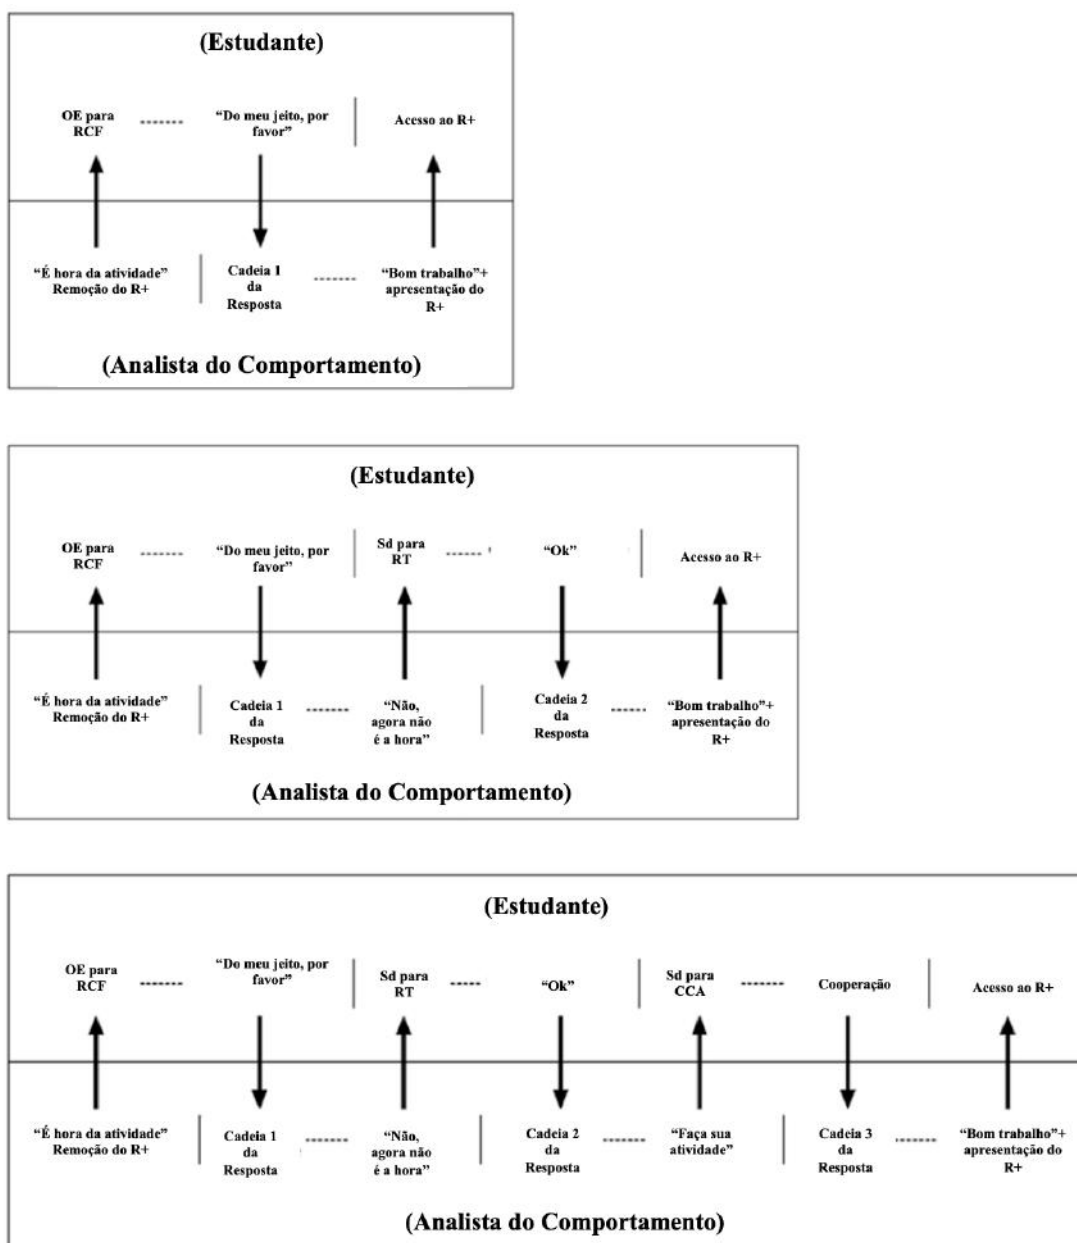 (Estudante)
OE para
RCF
“Do meu jeito, por
favor”
Acesso ao R+
“É hora da atividade”
Remoção do R+
Cadeia 1
da
Resposta
“Bom trabalho”+
apresentação do
R+
(Analista do Comportamento)
(Estudante)
OE para
RCF
“Do meu jeito, por
favor”
Sd para
RT
“Ok”
Acesso ao R+
“É hora da atividade”
Remoção do R+
Cadeia 1
da
Resposta
“Não,
agora não
é a hora”
Cadeia 2
da
Resposta
“Bom trabalho”+
apresentação do
R+
(Analista do Comportamento)
(Estudante)
OE para
RCF
“Do meu jeito, por
favor”
Sd para
RT
“Ok”
Sd para
CCA
Cooperação
Acesso ao R+
“É hora da atividade”
Remoção do R+
Cadeia 1
da
Resposta
“Não,
agora não
é a hora”
Cadeia 2
da
Resposta
“Faça sua
atividade”
Cadeia 3
da
Resposta
“Bom trabalho”+
apresentação do
R+
(Analista do Comportamento)